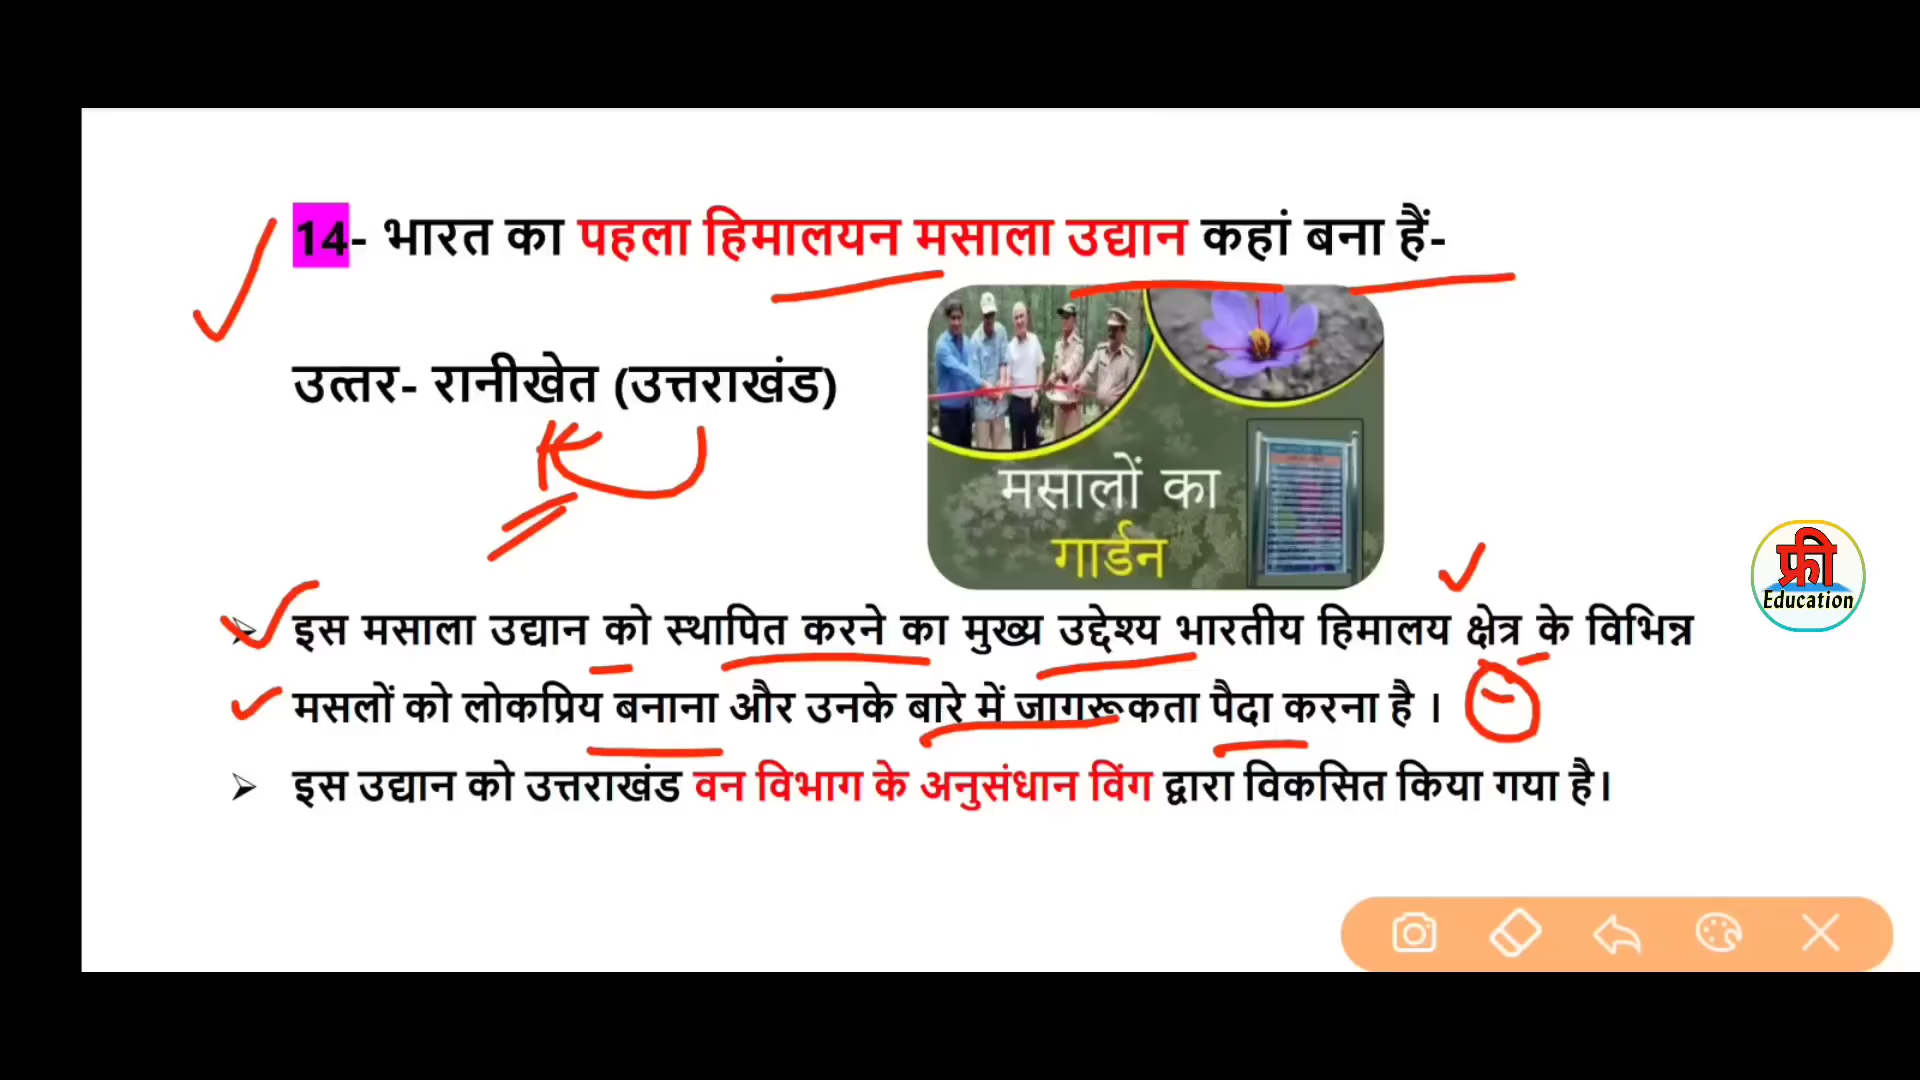 14- भारत का पहला हिमालयन मसाला उद्यान कहां बना हैं-
उत्तर- रानीखेत (उत्तराखंड)
मसालों का
गार्डन
फ्री
Education
➢ इस मसाला उद्यान को स्थापित करने का मुख्य उद्देश्य भारतीय हिमालय क्षेत्र के विभिन्न
मसलों को लोकप्रिय बनाना और उनके बारे में जागरूकता पैदा करना है ।
➢ इस उद्यान को उत्तराखंड वन विभाग के अनुसंधान विंग द्वारा विकसित किया गया है।